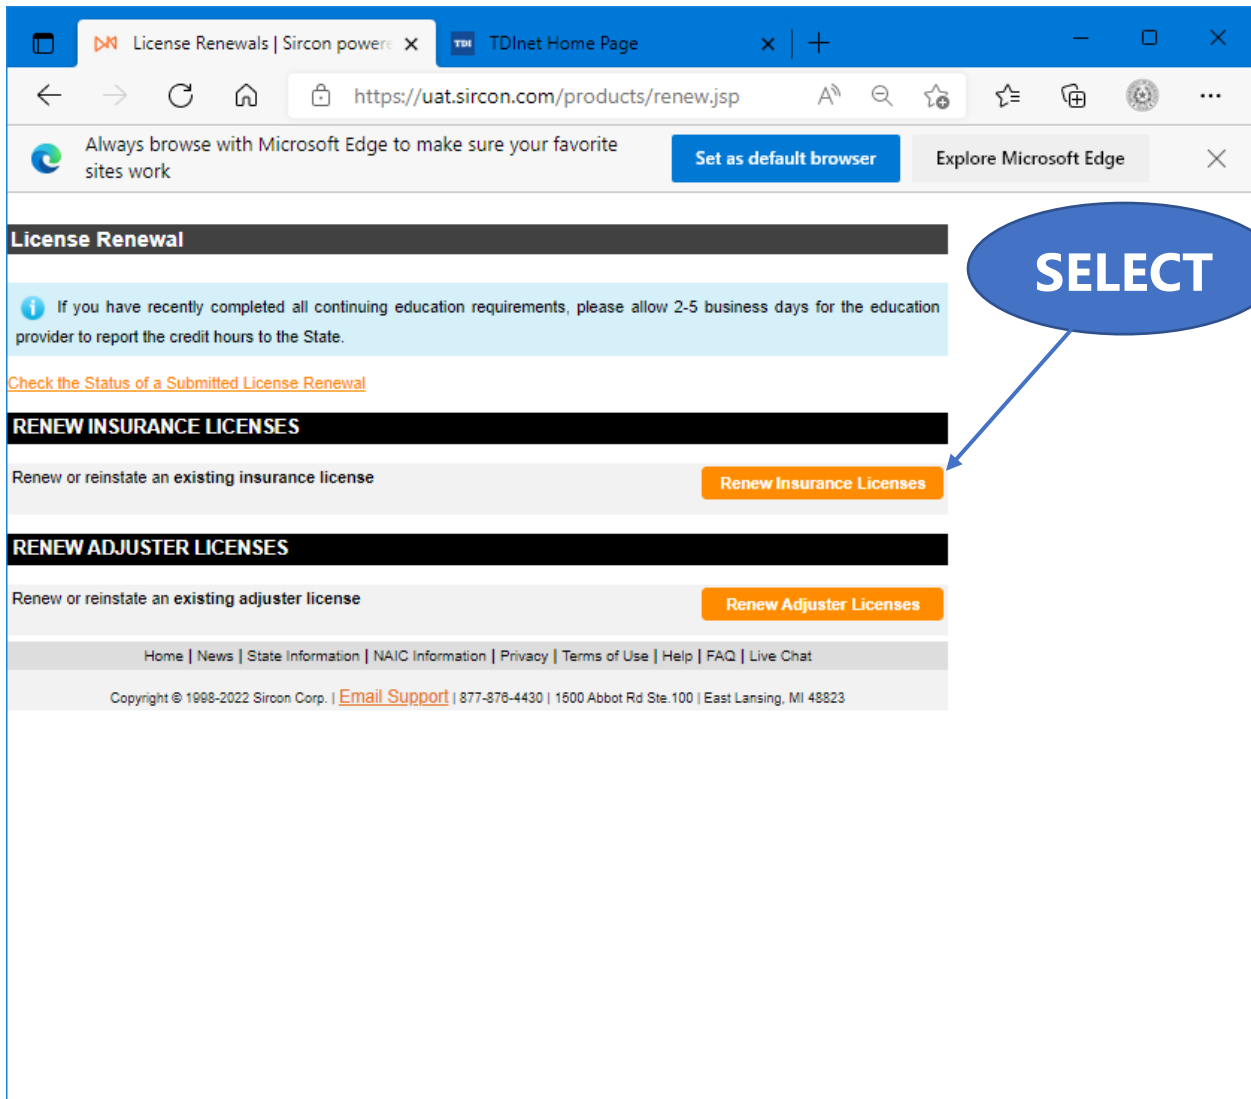 License Renewals | Sircon powere
TDI TDInet Home Page
https://uat.sircon.com/products/renew.jsp
Always browse with Microsoft Edge to make sure your favorite
sites work
Set as default browser
Explore Microsoft Edge
License Renewal
SELECT
If you have recently completed all continuing education requirements, please allow 2-5 business days for the education
provider to report the credit hours to the State.
Check the Status of a Submitted License Renewal
RENEW INSURANCE LICENSES
Renew or reinstate an existing insurance license
Renew Insurance Licenses
RENEW ADJUSTER LICENSES
Renew or reinstate an existing adjuster license
Renew Adjuster Licenses
Home | News | State Information | NAIC Information | Privacy | Terms of Use | Help | FAQ | Live Chat
Copyright © 1998-2022 Sircon Corp. | Email Support | 877-876-4430 | 1500 Abbot Rd Ste.100 | East Lansing, MI 48823